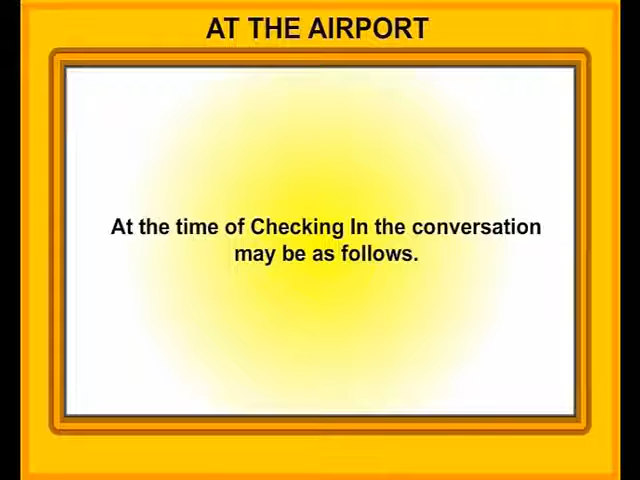 AT THE AIRPORT
At the time of Checking In the conversation
may be as follows.